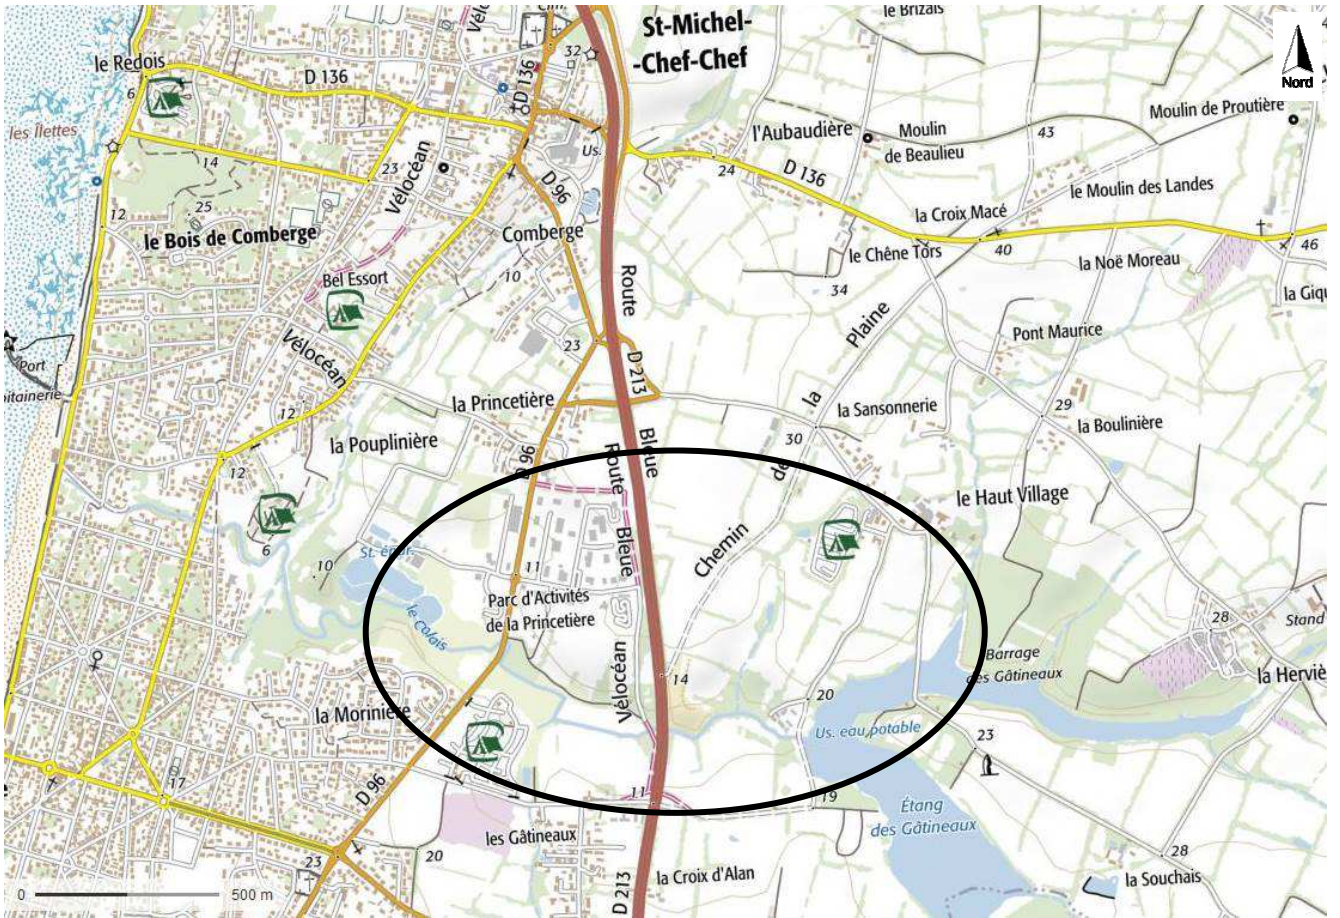 St-Michel-
-Chef-Chef
le Brizais
Nord
32
le Redois
6
D 136
D 136
Moulin de Proutière
les Îlettes
l'Aubaudière
Moulin
de Beaulieu
43
14
23
Us.
24
D 136
le Moulin des Landes
Vélocéan
D 96
12
25
le Bois de Comberge
Comberge
la Croix Macé
46
le Chêne Tors
40
la Noë Moreau
Bel Essort
10
Route
34
Plaine
Pont Maurice
Port
Vélocéan
23
D 213
la
29
la Princetière
la Sansonnerie
la Boulinière
12
30
la Pouplinière
Bleue
de
12
D 96
Route
le Haut Village
Bleue
Chemin
6
St. épur.
10
11
Parc d'Activités
de la Princetière
le Calais
28
Stand
Barrage
des Gâtineaux
Vélocéan
14
20
la Morinière
Us. eau potable
23
D 96
17
11
19
Étang
des Gâtineaux
les Gâtineaux
23
20
28
la Croix d'Alan
la Souchais
D 213
0
500 m